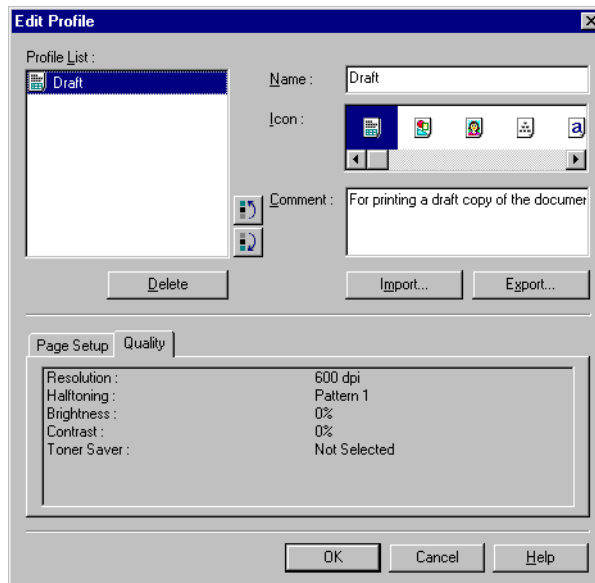 Edit Profile
Profile List :
Draft
Name :
Draft
Icon :
a
Comment :
For printing a draft copy of the documen
Delete
Import...
Export...
Page Setup
Quality
Resolution : 600 dpi
Halftoning : Pattern 1
Brightness : 0%
Contrast : 0%
Toner Saver : Not Selected
OK
Cancel
Help